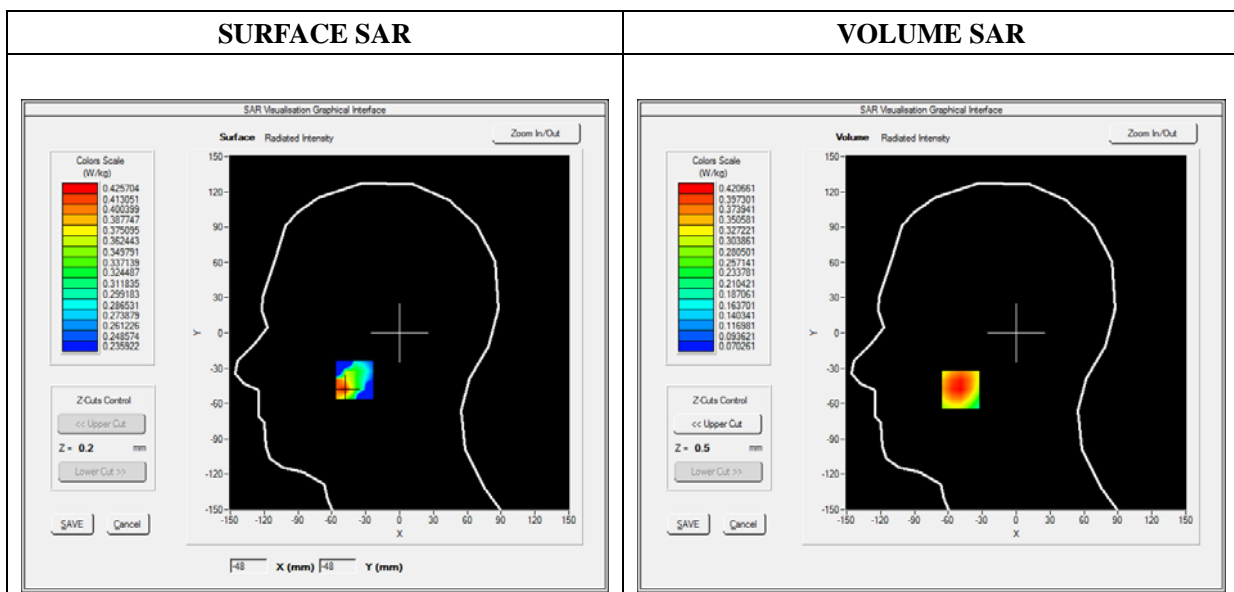 SURFACE SAR
VOLUME SAR
SAR Visualisation Graphical Interface
Surface Radiated Intensity
Zoom In/Out
Colors Scale
(W/kg)
0.425704
0.413051
0.400399
0.387747
0.375095
0.362443
0.349791
0.337139
0.324487
0.311835
0.299183
0.286531
0.273879
0.261226
0.248574
0.235922
150
120
90
60
30
0
-30
-60
-90
-120
-150
Y
-150 -120 -90 -60 -30 0 30 60 90 120 150
X
Z-Cuts Control
<< Upper Cut
Z = 0.2 mm
Lower Cut >>
SAVE Cancel
-48 X (mm) -48 Y (mm)
SAR Visualisation Graphical Interface
Volume Radiated Intensity
Zoom In/Out
Colors Scale
(W/kg)
0.420661
0.397301
0.373941
0.350581
0.327221
0.303861
0.280501
0.257141
0.233781
0.210421
0.187061
0.163701
0.140341
0.116981
0.093621
0.070261
150
120
90
60
30
0
-30
-60
-90
-120
-150
Y
-150 -120 -90 -60 -30 0 30 60 90 120 150
X
Z-Cuts Control
<< Upper Cut
Z = 0.5 mm
Lower Cut >>
SAVE Cancel